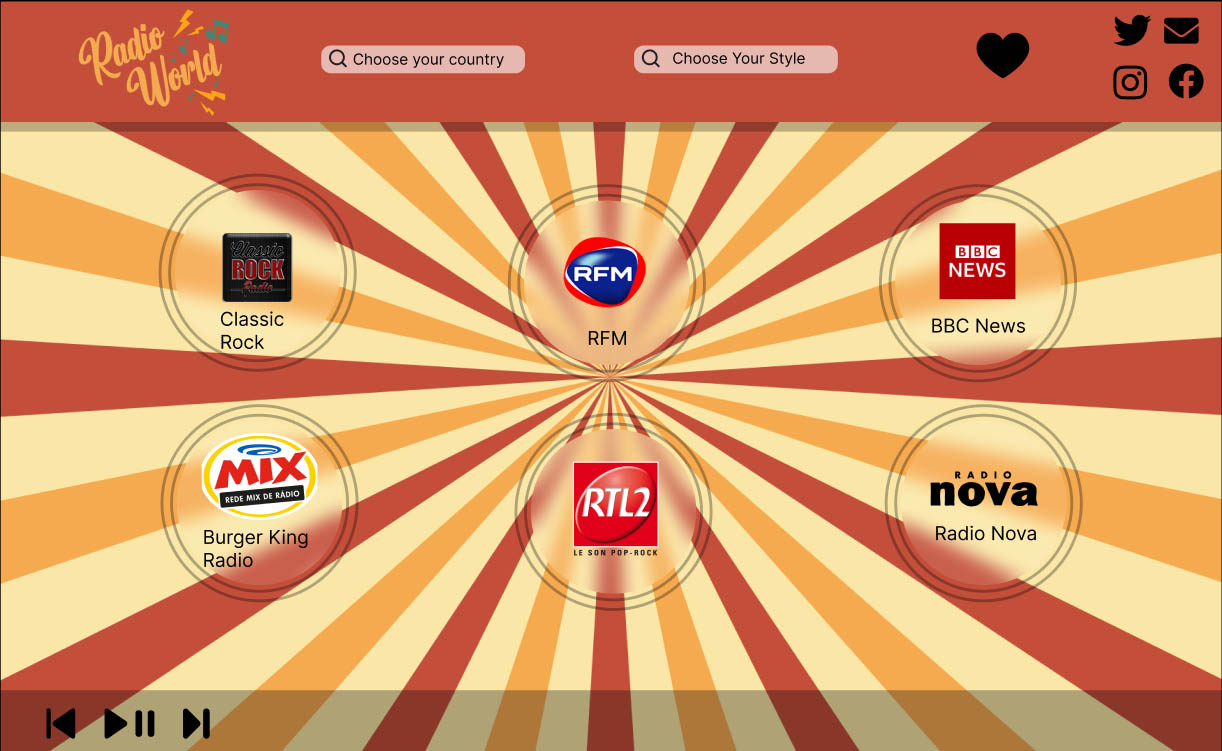 Radio
World
Choose your country
Choose Your Style
Classic
ROCK
Radio
Classic
Rock
RFM
RFM
BBC
NEWS
BBC News
MIX
REDE MIX DE RÁDIO
Burger King
Radio
RTL2
LE SON POP-ROCK
RADIO
nova
Radio Nova